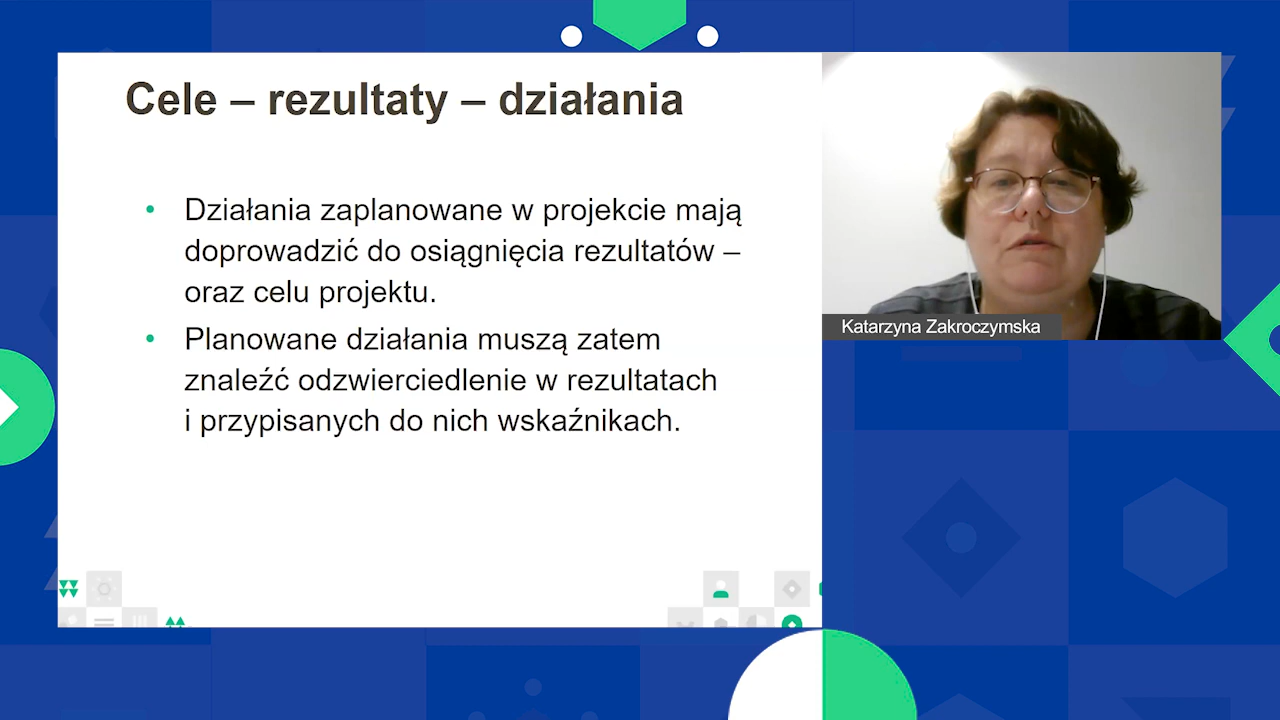 Cele – rezultaty – działania
• Działania zaplanowane w projekcie mają
doprowadzić do osiągnięcia rezultatów –
oraz celu projektu.
• Planowane działania muszą zatem
znaleźć odzwierciedlenie w rezultatach
i przypisanych do nich wskaźnikach.
Katarzyna Zakroczymska